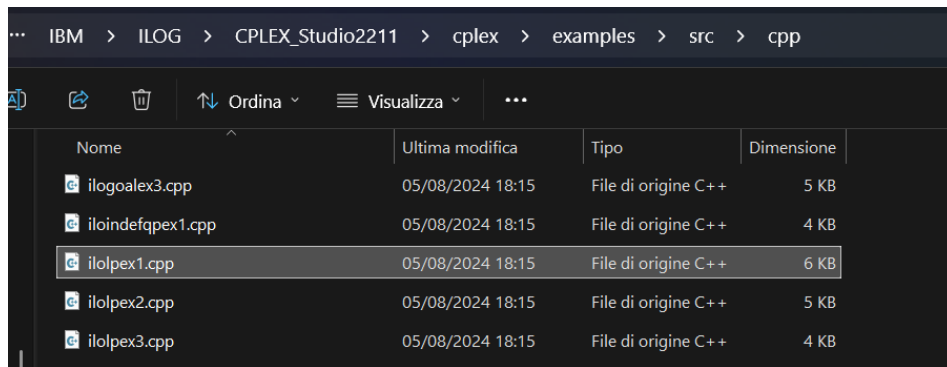 ··· IBM > ILOG > CPLEX_Studio2211 > cplex > examples > src > cpp
Ordina Visualizza ···
Nome Ultima modifica Tipo Dimensione
ilogoalex3.cpp 05/08/2024 18:15 File di origine C++ 5 KB
iloindefqpex1.cpp 05/08/2024 18:15 File di origine C++ 4 KB
ilolpex1.cpp 05/08/2024 18:15 File di origine C++ 6 KB
ilolpex2.cpp 05/08/2024 18:15 File di origine C++ 5 KB
ilolpex3.cpp 05/08/2024 18:15 File di origine C++ 4 KB